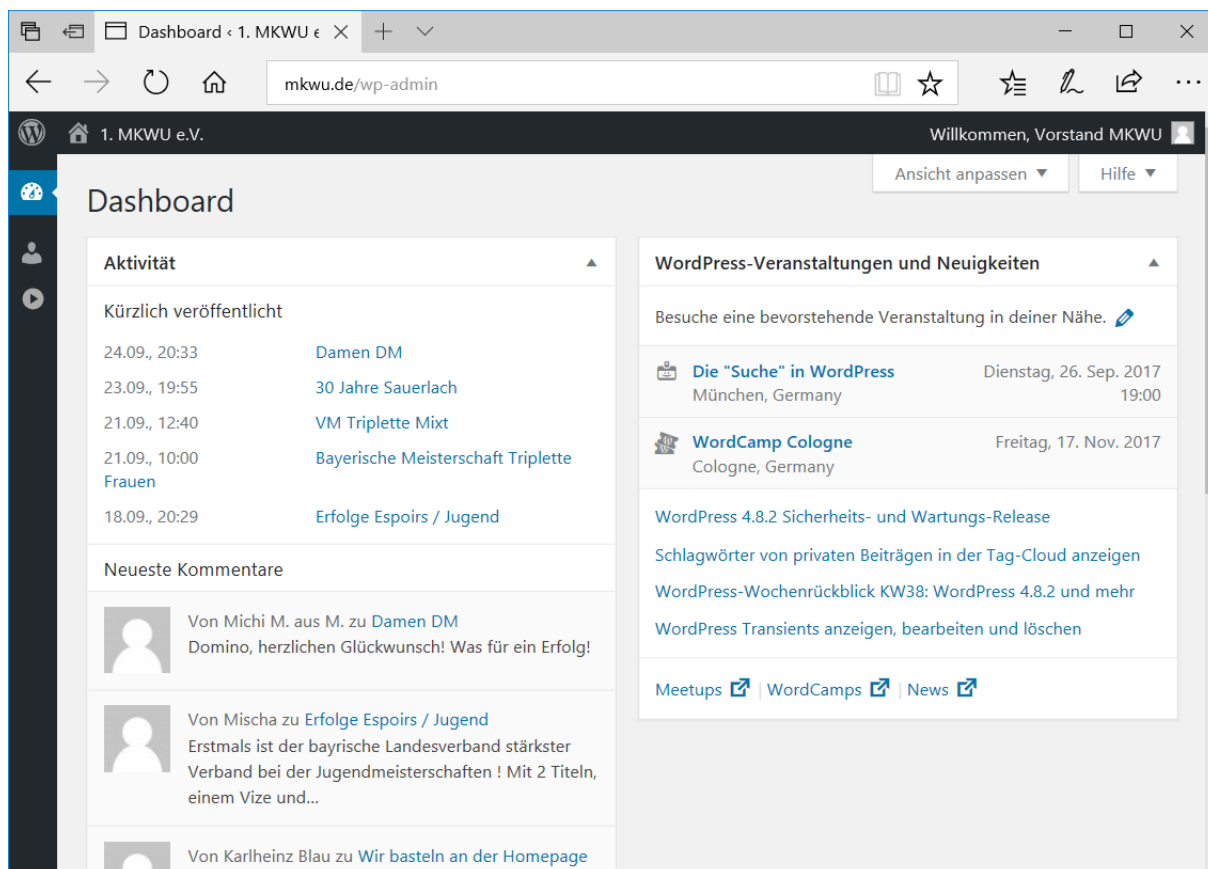 Dashboard ‹ 1. MKWU e
mkwu.de/wp-admin
1. MKWU e.V.
Willkommen, Vorstand MKWU
Ansicht anpassen
Hilfe
Dashboard
Aktivität
Kürzlich veröffentlicht
24.09., 20:33 Damen DM
23.09., 19:55 30 Jahre Sauerlach
21.09., 12:40 VM Triplette Mixt
21.09., 10:00 Bayerische Meisterschaft Triplette
Frauen
18.09., 20:29 Erfolge Espoirs / Jugend
Neueste Kommentare
Von Michi M. aus M. zu Damen DM
Domino, herzlichen Glückwunsch! Was für ein Erfolg!
Von Mischa zu Erfolge Espoirs / Jugend
Erstmals ist der bayrische Landesverband stärkster
Verband bei der Jugendmeisterschaften ! Mit 2 Titeln,
einem Vize und...
Von Karlheinz Blau zu Wir basteln an der Homepage
WordPress-Veranstaltungen und Neuigkeiten
Besuche eine bevorstehende Veranstaltung in deiner Nähe.
Die "Suche" in WordPress Dienstag, 26. Sep. 2017
München, Germany 19:00
WordCamp Cologne Freitag, 17. Nov. 2017
Cologne, Germany
WordPress 4.8.2 Sicherheits- und Wartungs-Release
Schlagwörter von privaten Beiträgen in der Tag-Cloud anzeigen
WordPress-Wochenrückblick KW38: WordPress 4.8.2 und mehr
WordPress Transients anzeigen, bearbeiten und löschen
Meetups | WordCamps | News